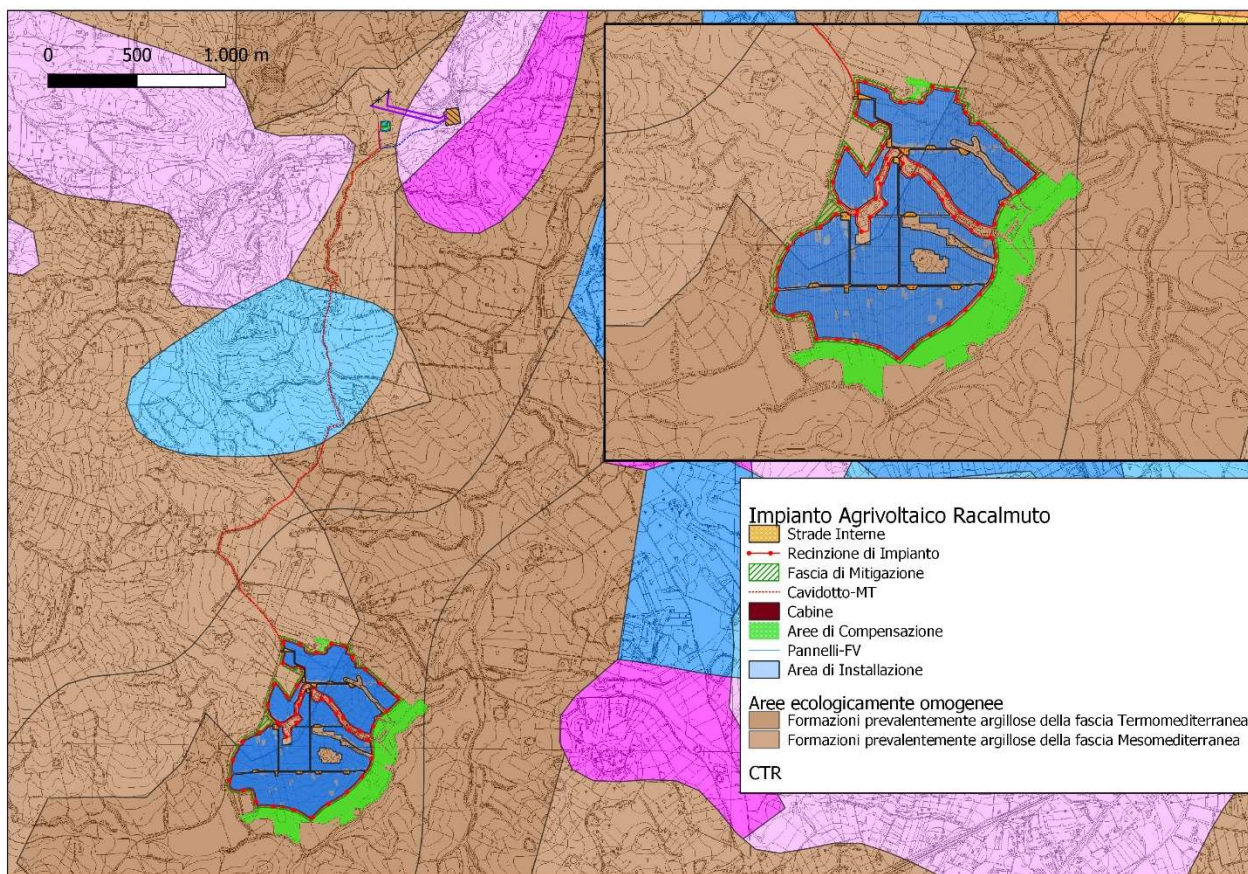 0 500 1.000 m
Impianto Agrivoltaico Racalmuto
Strade Interne
Recinzione di Impianto
Fascia di Mitigazione
Cavidotto-MT
Cabine
Aree di Compensazione
Pannelli-FV
Area di Installazione
Aree ecologicamente omogenee
Formazioni prevalentemente argillose della fascia Termomediterranea
Formazioni prevalentemente argillose della fascia Mesomediterranea
CTR